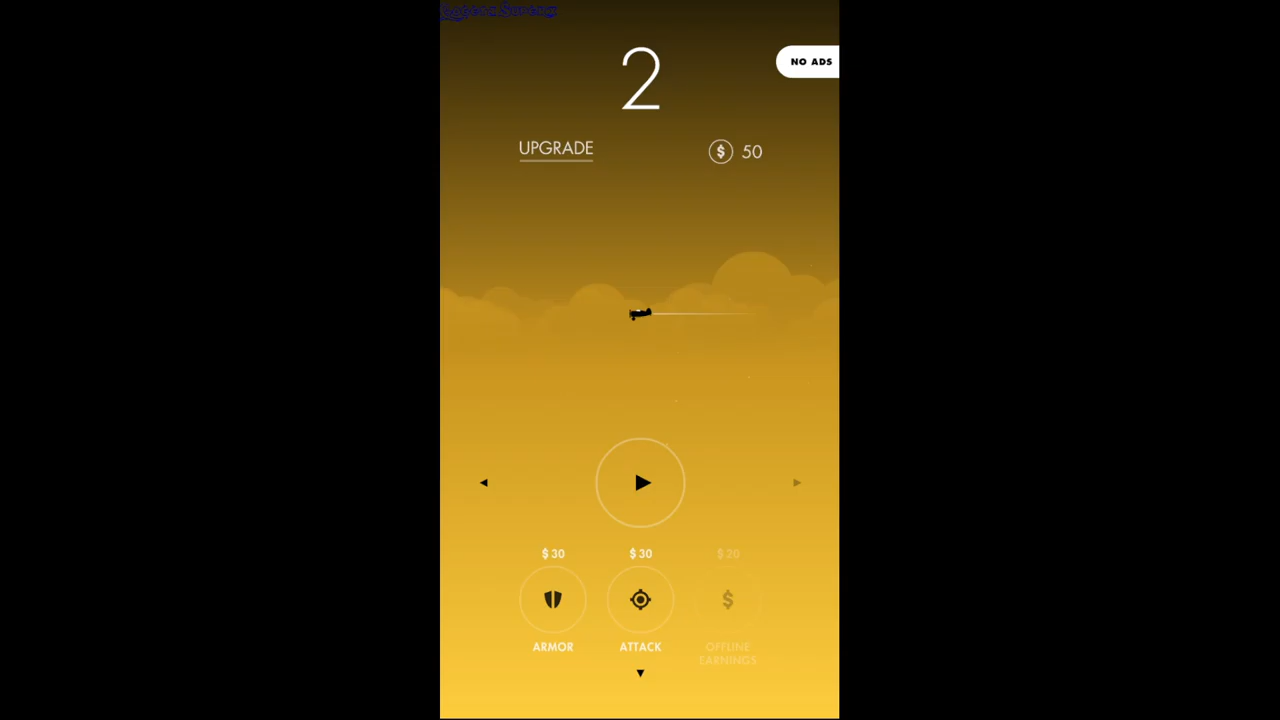 2
NO ADS
UPGRADE
$ 50
$ 30
$ 30
$ 20
$
ARMOR
ATTACK
OFFLINE
EARNINGS